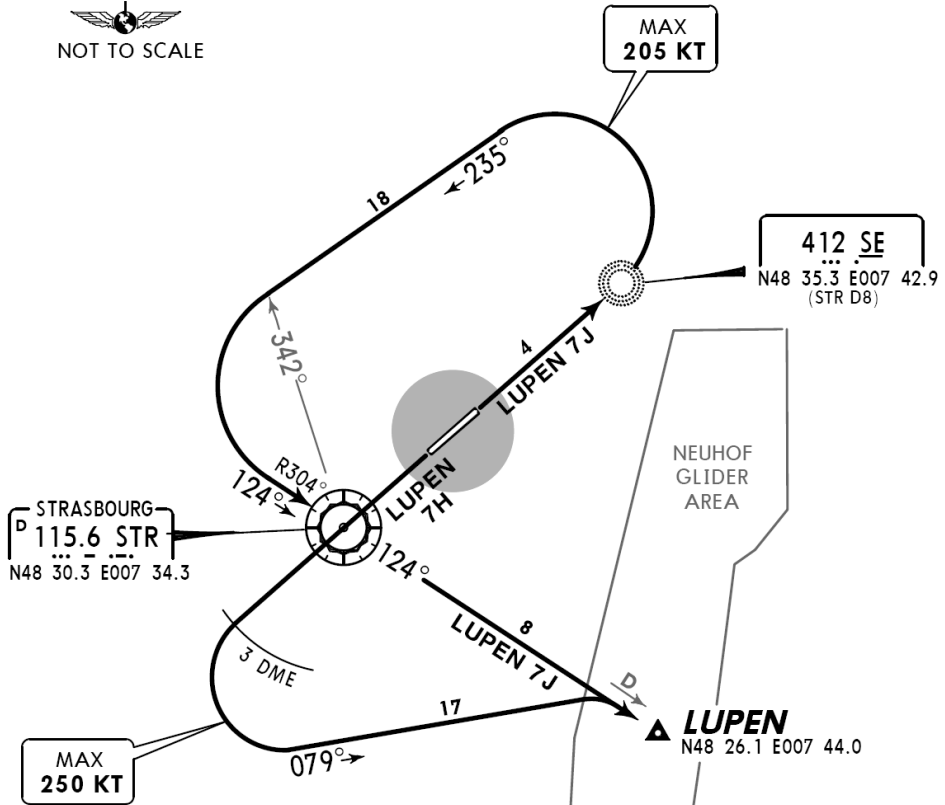 NOT TO SCALE
MAX
205 KT
←235°
18
412 SE
N48 35.3 E007 42.9
(STR D8)
342°
4
LUPEN 7J
NEUHOF
GLIDER
AREA
R304°
124°→
LUPEN
7H
STRASBOURG
D 115.6 STR
N48 30.3 E007 34.3
124°
8
LUPEN 7J
3 DME
D
17
LUPEN
N48 26.1 E007 44.0
079°→
MAX
250 KT